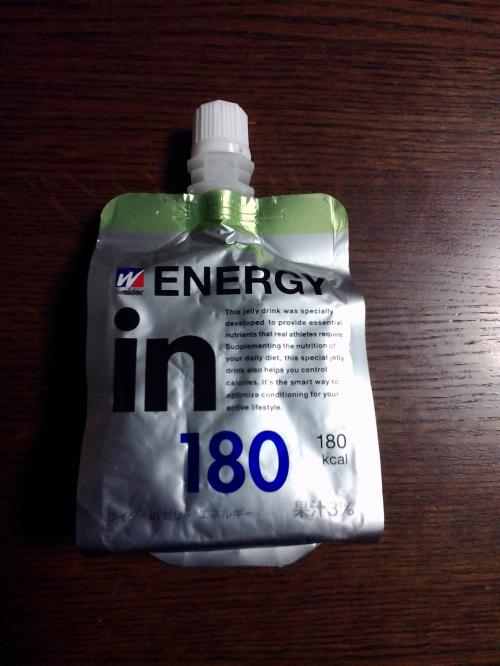 W ENERGY
weider
in
This jelly drink was specially
developed to provide essential
nutrients that real athletes require.
Supplementing the nutrition of
your daily diet, this special jelly
drink also helps you control
calories. It's the smart way to
optimize conditioning for your
active lifestyle.
180
180
kcal
ウイダーinゼリー エネルギー
果汁3%